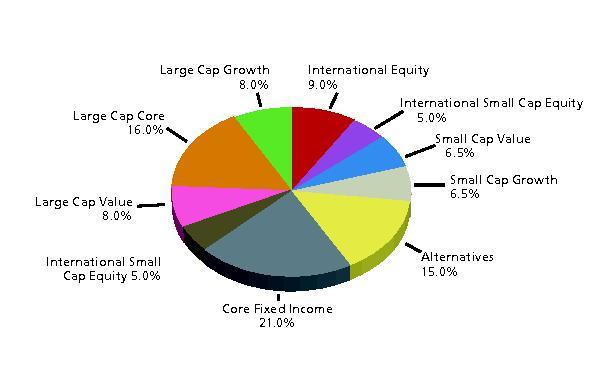 Large Cap Growth
8.0%
International Equity
9.0%
International Small Cap Equity
5.0%
Small Cap Value
6.5%
Small Cap Growth
6.5%
Alternatives
15.0%
Core Fixed Income
21.0%
International Small
Cap Equity 5.0%
Large Cap Value
8.0%
Large Cap Core
16.0%